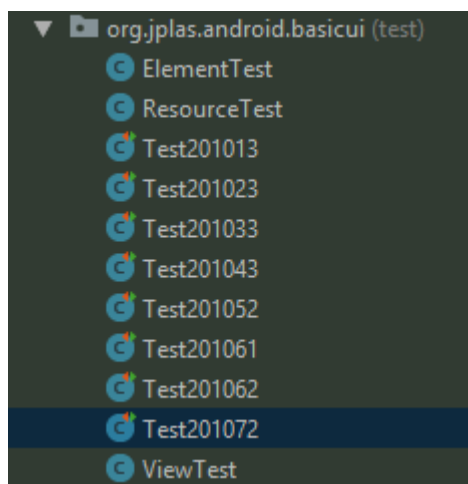 org.jplas.android.basicui (test)
C ElementTest
C ResourceTest
C Test201013
C Test201023
C Test201033
C Test201043
C Test201052
C Test201061
C Test201062
C Test201072
C ViewTest